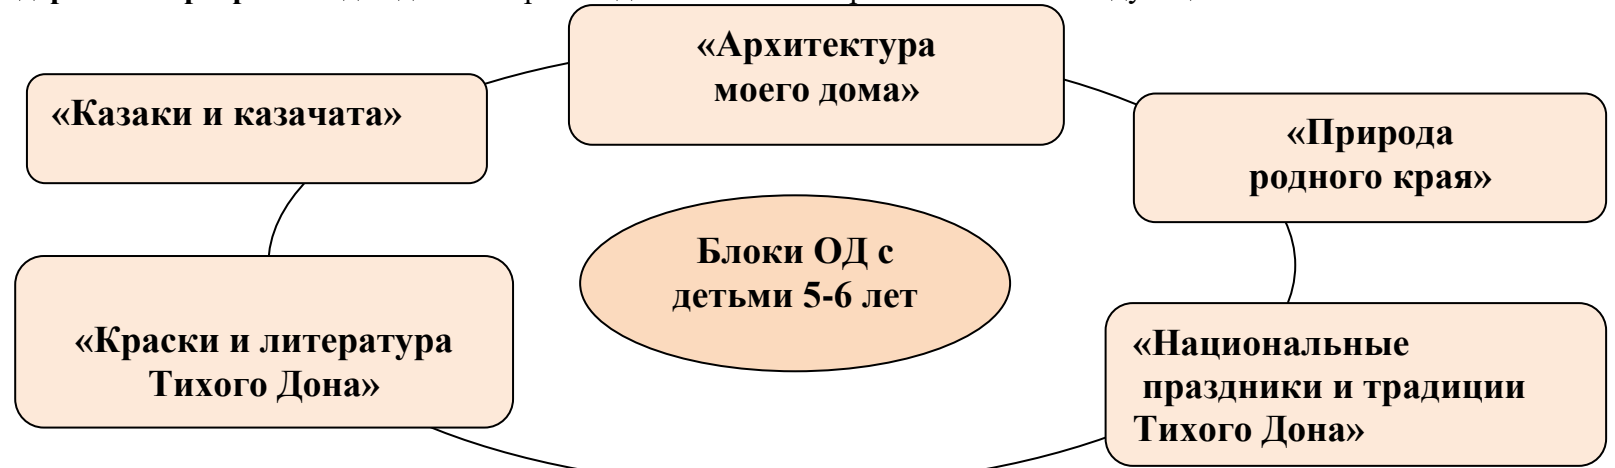 «Архитектура
моего дома»
«Казаки и казачата»
«Природа
родного края»
Блоки ОД с
детьми 5-6 лет
«Краски и литература
Тихого Дона»
«Национальные
праздники и традиции
Тихого Дона»